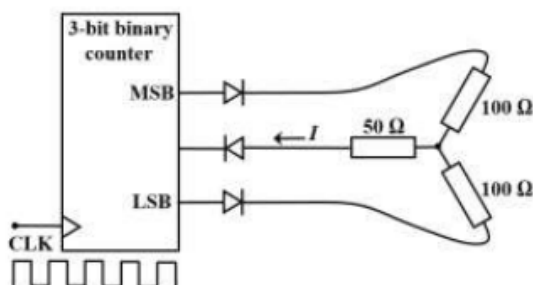 3-bit binary
counter
MSB
100 Ω
50 Ω
I
100 Ω
LSB
CLK